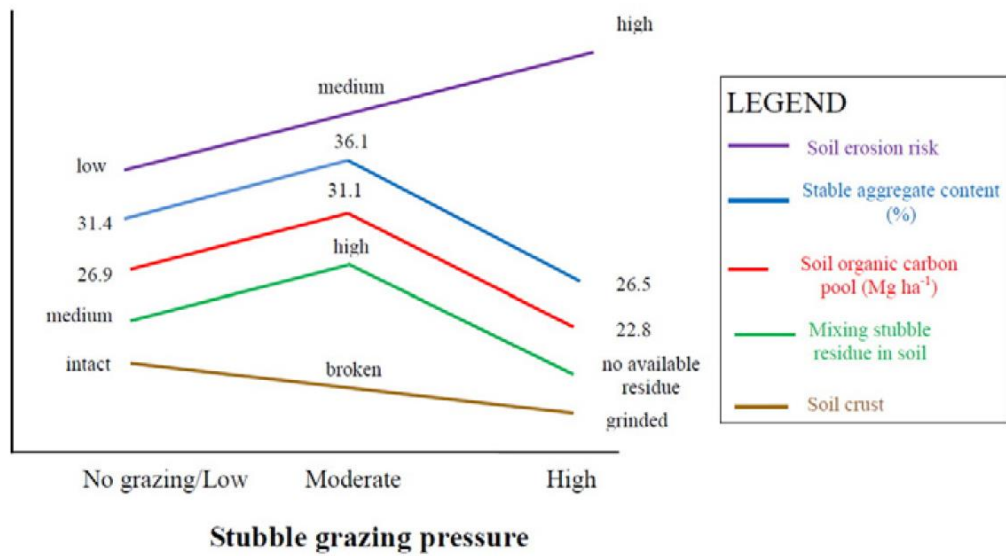 high
medium
36.1
low
31.4
31.1
26.9
high
medium
26.5
22.8
intact
broken
no available
residue
grinded
No grazing/Low
Moderate
High
Stubble grazing pressure
LEGEND
Soil erosion risk
Stable aggregate content
(%)
Soil organic carbon
pool (Mg ha⁻¹)
Mixing stubble
residue in soil
Soil crust